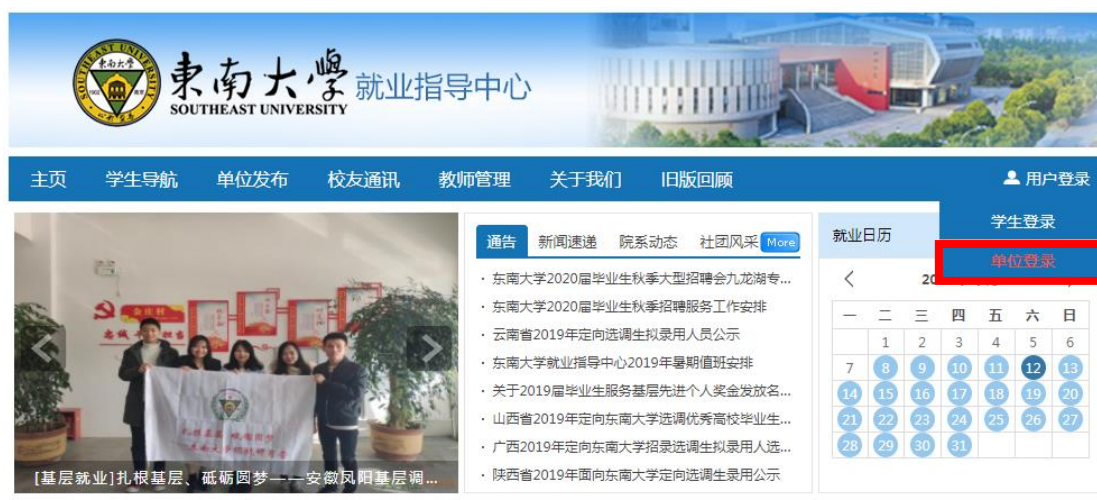 東南大學
SOUTHEAST UNIVERSITY
就业指导中心
主页 学生导航 单位发布 校友通讯 教师管理 关于我们 旧版回顾 用户登录
学生登录
单位登录
通告 新闻速递 院系动态 社团风采 More
· 东南大学2020届毕业生秋季大型招聘会九龙湖专...
· 东南大学2020届毕业生秋季招聘服务工作安排
· 云南省2019年定向选调生拟录用人员公示
· 东南大学就业指导中心2019年暑期值班安排
· 关于2019届毕业生服务基层先进个人奖金发放名...
· 山西省2019年定向东南大学选调优秀高校毕业生...
· 广西2019年定向东南大学招录选调生拟录用人选...
· 陕西省2019年面向东南大学定向选调生录用公示
[基层就业]扎根基层、砥砺圆梦——安徽凤阳基层调...
就业日历
一 二 三 四 五 六 日
1 2 3 4 5 6
7 8 9 10 11 12 13
14 15 16 17 18 19 20
21 22 23 24 25 26 27
28 29 30 31